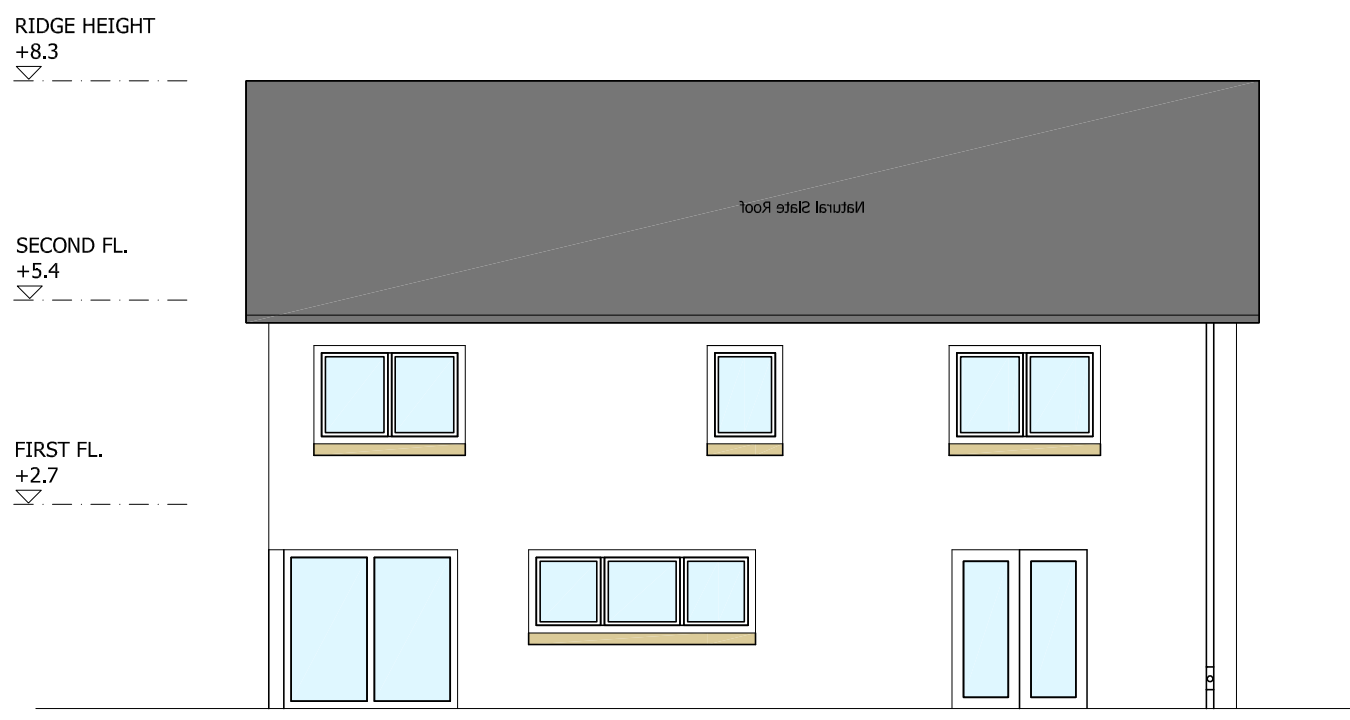 RIDGE HEIGHT
+8.3
Natural Slate Roof
SECOND FL.
+5.4
FIRST FL.
+2.7